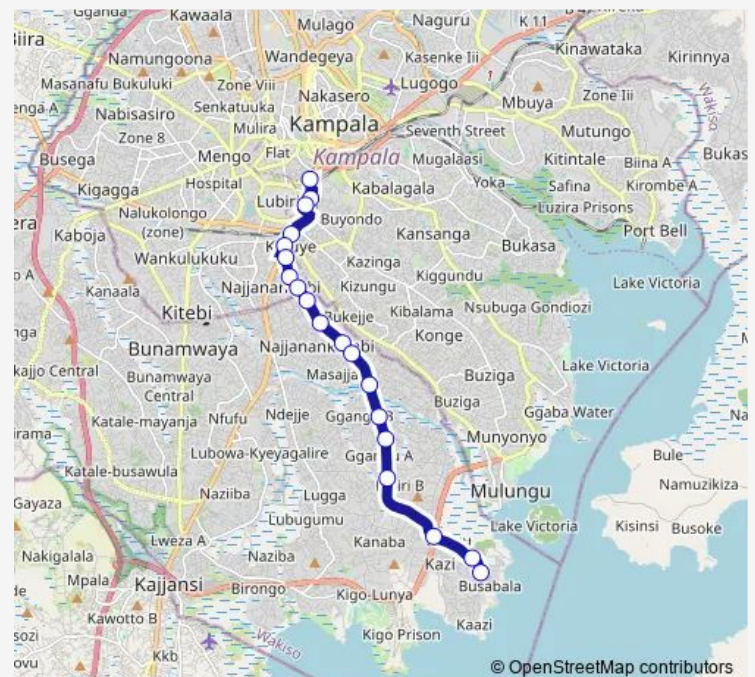 Kawaala
Mulago
Naguru
K 11
Kinawataka
Kirinnya
Namungoona
Wandegeya
Kasenke Iii
Masanafu Bukuluki
Zone Viii
Lugogo
1
Nakasero
Mbuya
Zone Iii
Wakiso
Nabisasiro
Senkatuuka
Kampala
Seventh Street
Mutungo
Zone 8
Mulira
Busega
Mengo
Flat
Kampala
Mugalaasi
Kitintale
Biina A
Kigagga
Hospital
Kabalagala
Yoka
Safina
Kirombe A
Nalukolongo
(zone)
Buyondo
Luzira Prisons
Kaboja
Kansanga
Bukasa
Port Bell
Wankulukuku
Kazinga
Kiggundu
Lake Victoria
Kanaala
Kizungu
Kitebi
Kibalama
Nsubuga Gondiozi
Konge
Bunamwaya
Lake Victoria
kajjo Central
Bunamwaya
Central
Masajja
Buziga
Buziga
Ggaba Water
Katale-mayanja
Nfufu
Ndejje
Munyonyo
Lubowa-Kyeyagalire
Katale-busawula
Bule
Gayaza
Naziiba
Lugga
Mulungu
Namuzikiza
Lubugumu
Lake Victoria
Kisinsi
Busoke
Lweza A
Kanaba
Nakigalala
Naziba
Kazi
Mpala
Kajjansi
Birongo
Kigo-Lunya
Busabala
Kawotto B
Kigo Prison
Kaazi
Wakiso
Kkb
© OpenStreetMap contributors